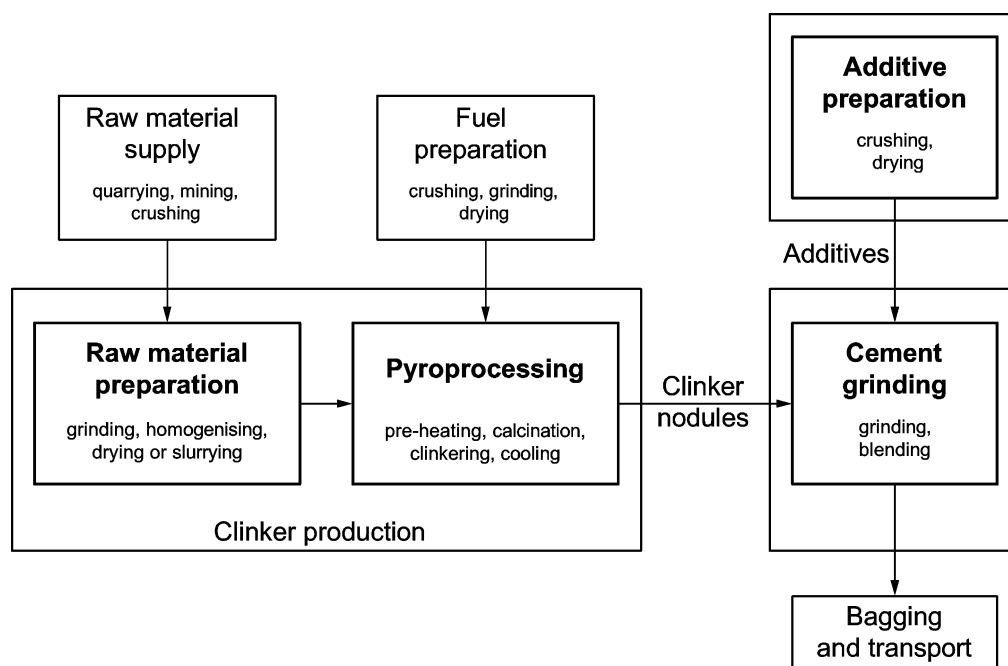 Raw material
supply
quarrying, mining,
crushing
Fuel
preparation
crushing, grinding,
drying
Additive
preparation
crushing,
drying
Additives
Raw material
preparation
grinding, homogenising,
drying or slurrying
Pyroprocessing
pre-heating, calcination,
clinkering, cooling
Clinker
nodules
Cement
grinding
grinding,
blending
Clinker production
Bagging
and transport